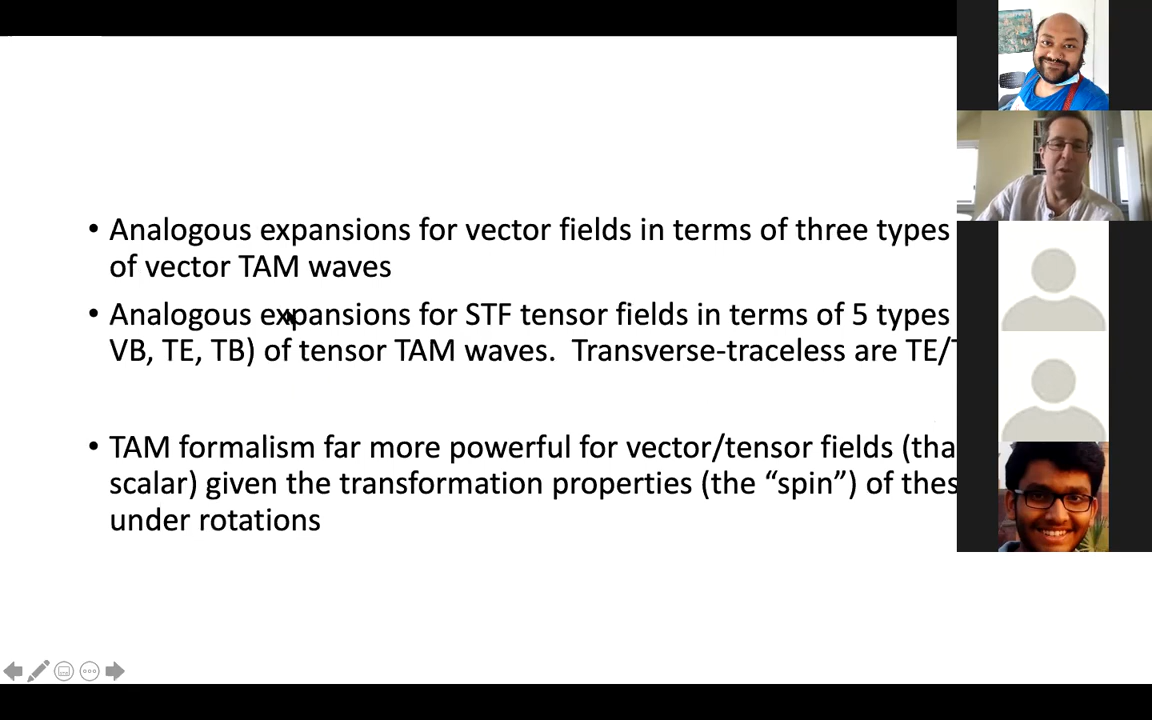 • Analogous expansions for vector fields in terms of three types
of vector TAM waves
• Analogous expansions for STF tensor fields in terms of 5 types
VB, TE, TB) of tensor TAM waves.  Transverse-traceless are TE/
• TAM formalism far more powerful for vector/tensor fields
scalar) given the transformation properties (the “spin”) of
under rotations